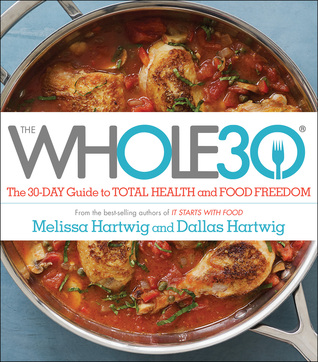 THE
WHOLE30®
The 30-DAY Guide to TOTAL HEALTH and FOOD FREEDOM
From the best-selling authors of IT STARTS WITH FOOD
Melissa Hartwig and Dallas Hartwig